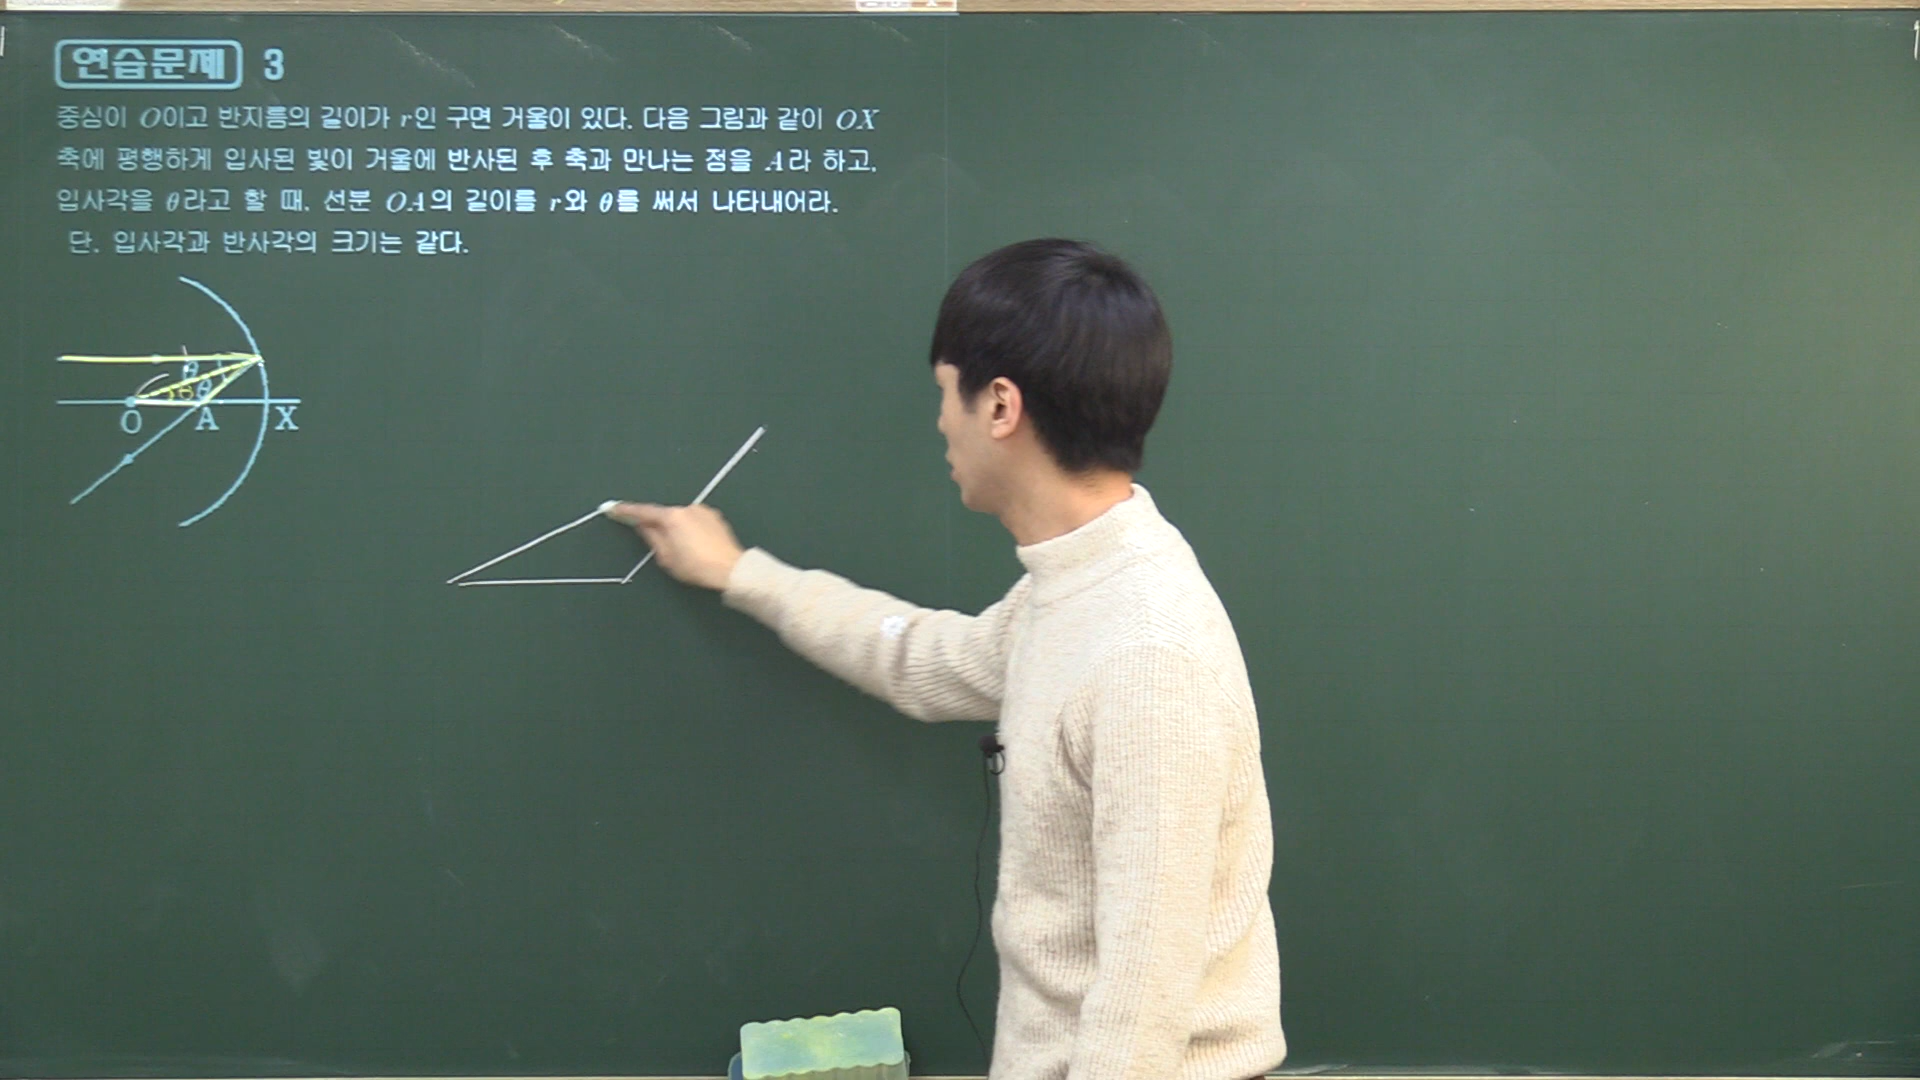 연습문제 3
중심이 O이고 반지름의 길이가 r인 구면 거울이 있다. 다음 그림과 같이 OX
축에 평행하게 입사된 빛이 거울에 반사된 후 축과 만나는 점을 A라 하고,
입사각을 θ라고 할 때, 선분 OA의 길이를 r와 θ를 써서 나타내어라.
단, 입사각과 반사각의 크기는 같다.
θ
θ θ
O A X